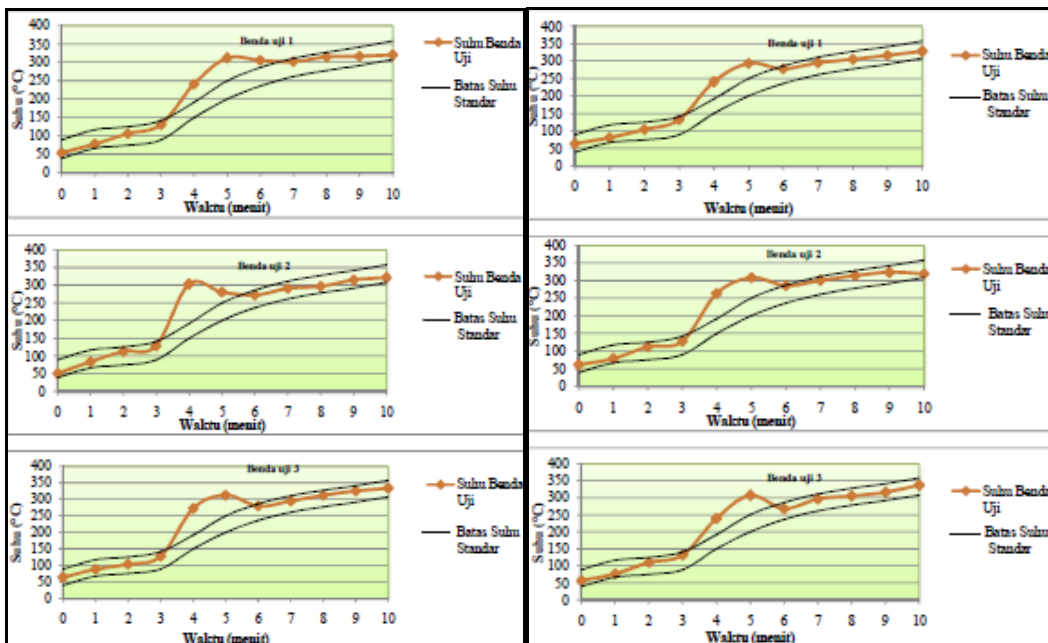 Benda uji 1
Suhu (°C)
400
350
300
250
200
150
100
50
0
0 1 2 3 4 5 6 7 8 9 10
Waktu (menit)
Suhu Benda
Uji
Batas Suhu
Standar
Benda uji 1
Suhu (°C)
400
350
300
250
200
150
100
50
0
0 1 2 3 4 5 6 7 8 9 10
Waktu (menit)
Suhu Benda
Uji
Batas Suhu
Standar
Benda uji 2
Suhu (°C)
400
350
300
250
200
150
100
50
0
0 1 2 3 4 5 6 7 8 9 10
Waktu (menit)
Suhu Benda
Uji
Batas Suhu
Standar
Benda uji 2
Suhu (°C)
400
350
300
250
200
150
100
50
0
0 1 2 3 4 5 6 7 8 9 10
Waktu (menit)
Suhu Benda
Uji
Batas Suhu
Standar
Benda uji 3
Suhu (°C)
400
350
300
250
200
150
100
50
0
0 1 2 3 4 5 6 7 8 9 10
Waktu (menit)
Suhu Benda
Uji
Batas Suhu
Standar
Benda uji 3
Suhu (°C)
400
350
300
250
200
150
100
50
0
0 1 2 3 4 5 6 7 8 9 10
Waktu (menit)
Suhu Benda
Uji
Batas Suhu
Standar